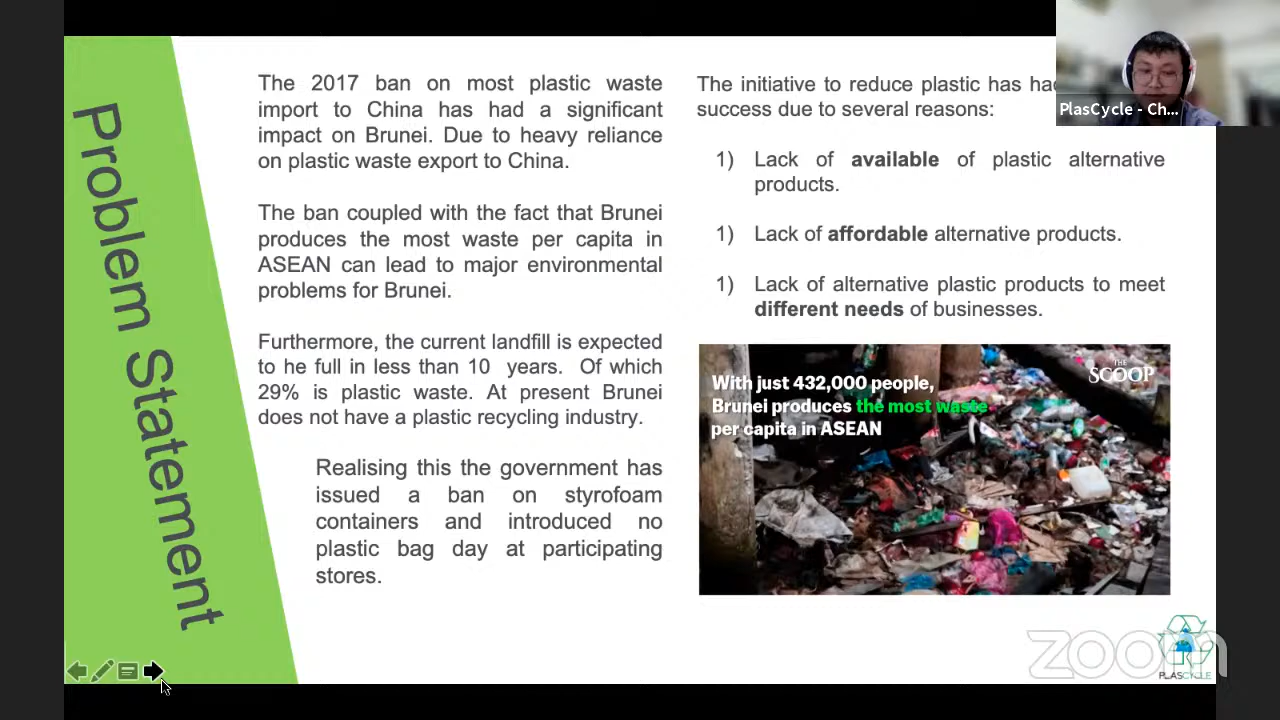 Problem Statement
The 2017 ban on most plastic waste
import to China has had a significant
impact on Brunei. Due to heavy reliance
on plastic waste export to China.
The ban coupled with the fact that Brunei
produces the most waste per capita in
ASEAN can lead to major environmental
problems for Brunei.
Furthermore, the current landfill is expected
to he full in less than 10 years. Of which
29% is plastic waste. At present Brunei
does not have a plastic recycling industry.
Realising this the government has
issued a ban on styrofoam
containers and introduced no
plastic bag day at participating
stores.
The initiative to reduce plastic has had
success due to several reasons:
1) Lack of available of plastic alternative
products.
1) Lack of affordable alternative products.
1) Lack of alternative plastic products to meet
different needs of businesses.
With just 432,000 people,
Brunei produces the most waste
per capita in ASEAN
THE
SCOOP
PlasCycle - Ch...
zoom
PLASCYCLE